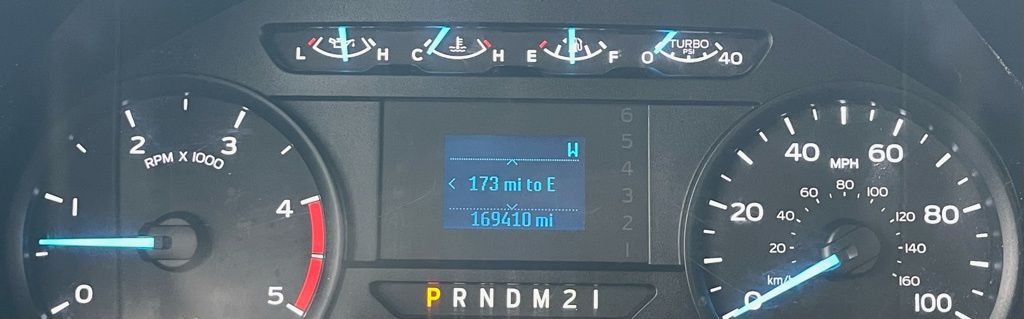 L H C H E F 0 TURBO PSI 40
0 1 2 3 4 5
RPM X 1000
W
< 173 mi to E
169410 mi
6
5
4
3
2
1
P R N D M 2 1
0 20 40 60 80 100
MPH
km/h 20 40 60 80 100 120 140 160